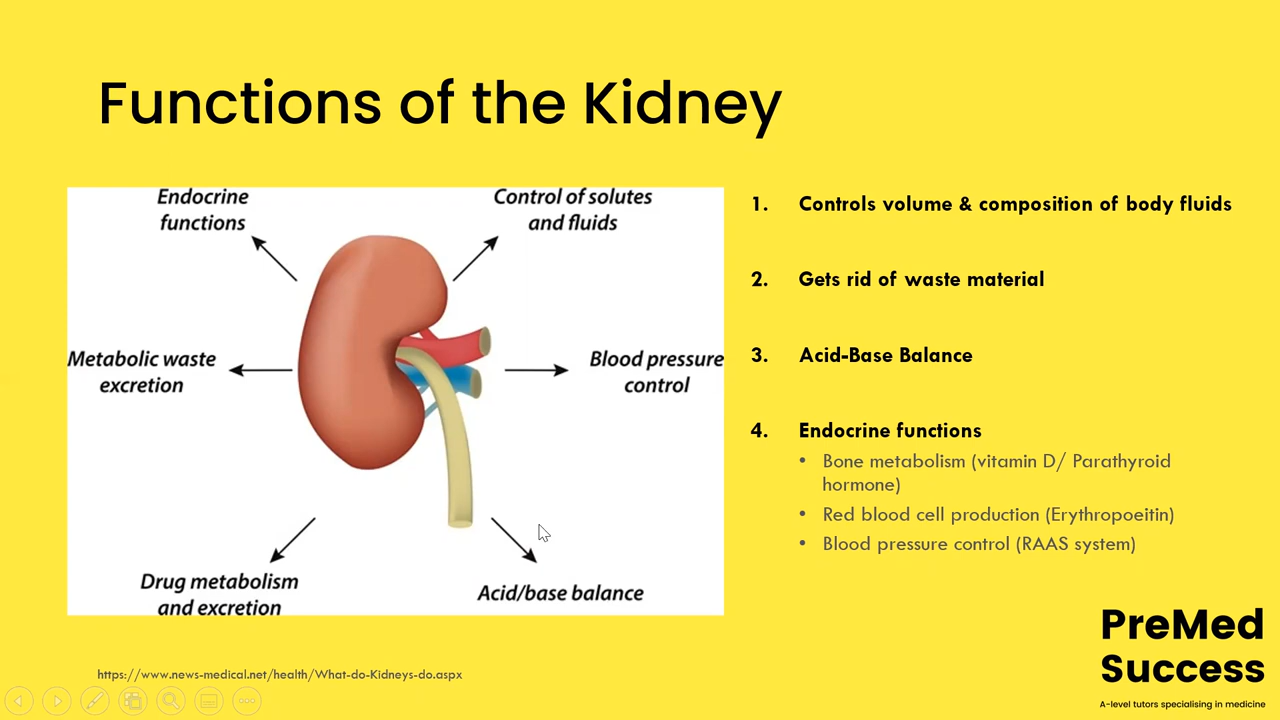 Functions of the Kidney
Endocrine
functions
Control of solutes
and fluids
Metabolic waste
excretion
Blood pressure
control
Drug metabolism
and excretion
Acid/base balance
1. Controls volume & composition of body fluids
2. Gets rid of waste material
3. Acid-Base Balance
4. Endocrine functions
• Bone metabolism (vitamin D/ Parathyroid
hormone)
• Red blood cell production (Erythropoeitin)
• Blood pressure control (RAAS system)
https://www.news-medical.net/health/What-do-Kidneys-do.aspx
PreMed
Success
A-level tutors specialising in medicine